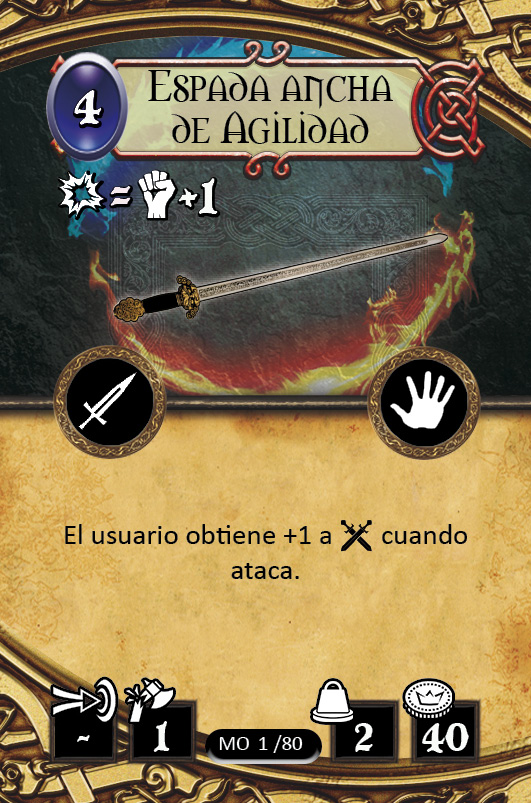 4
Espada ancha
de Agilidad
= +1
El usuario obtiene +1 a cuando
ataca.
- 1 MO 1 /80 2 40